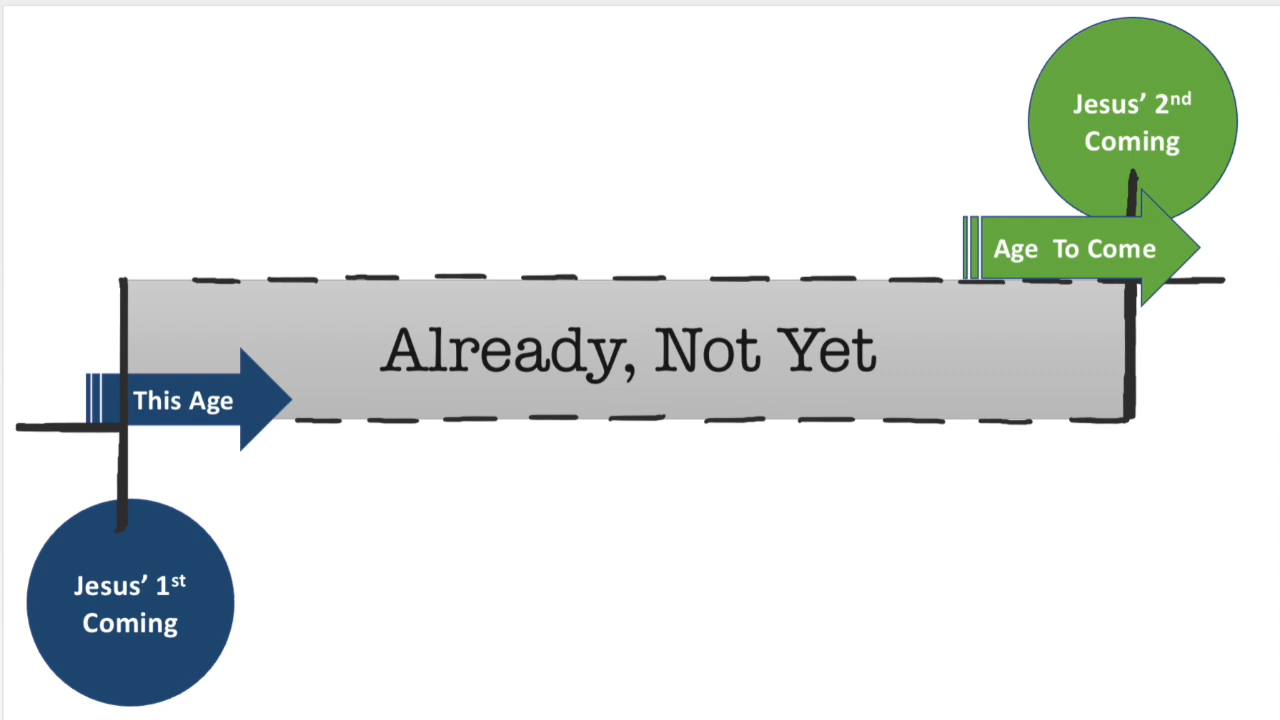 Jesus’ 2nd
Coming
Age To Come
Already, Not Yet
This Age
Jesus’ 1st
Coming